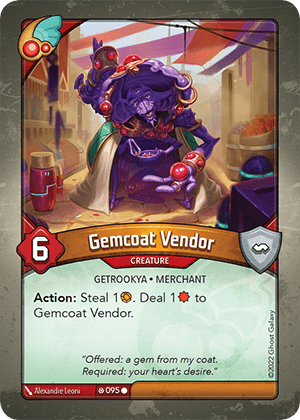 Gemcoat Vendor
CREATURE
6
GETROOKYA • MERCHANT
Action: Steal 1. Deal 1 to
Gemcoat Vendor.
"Offered: a gem from my coat.
Required: your heart's desire."
©2022 Ghost Galaxy
Alexandre Leoni
095